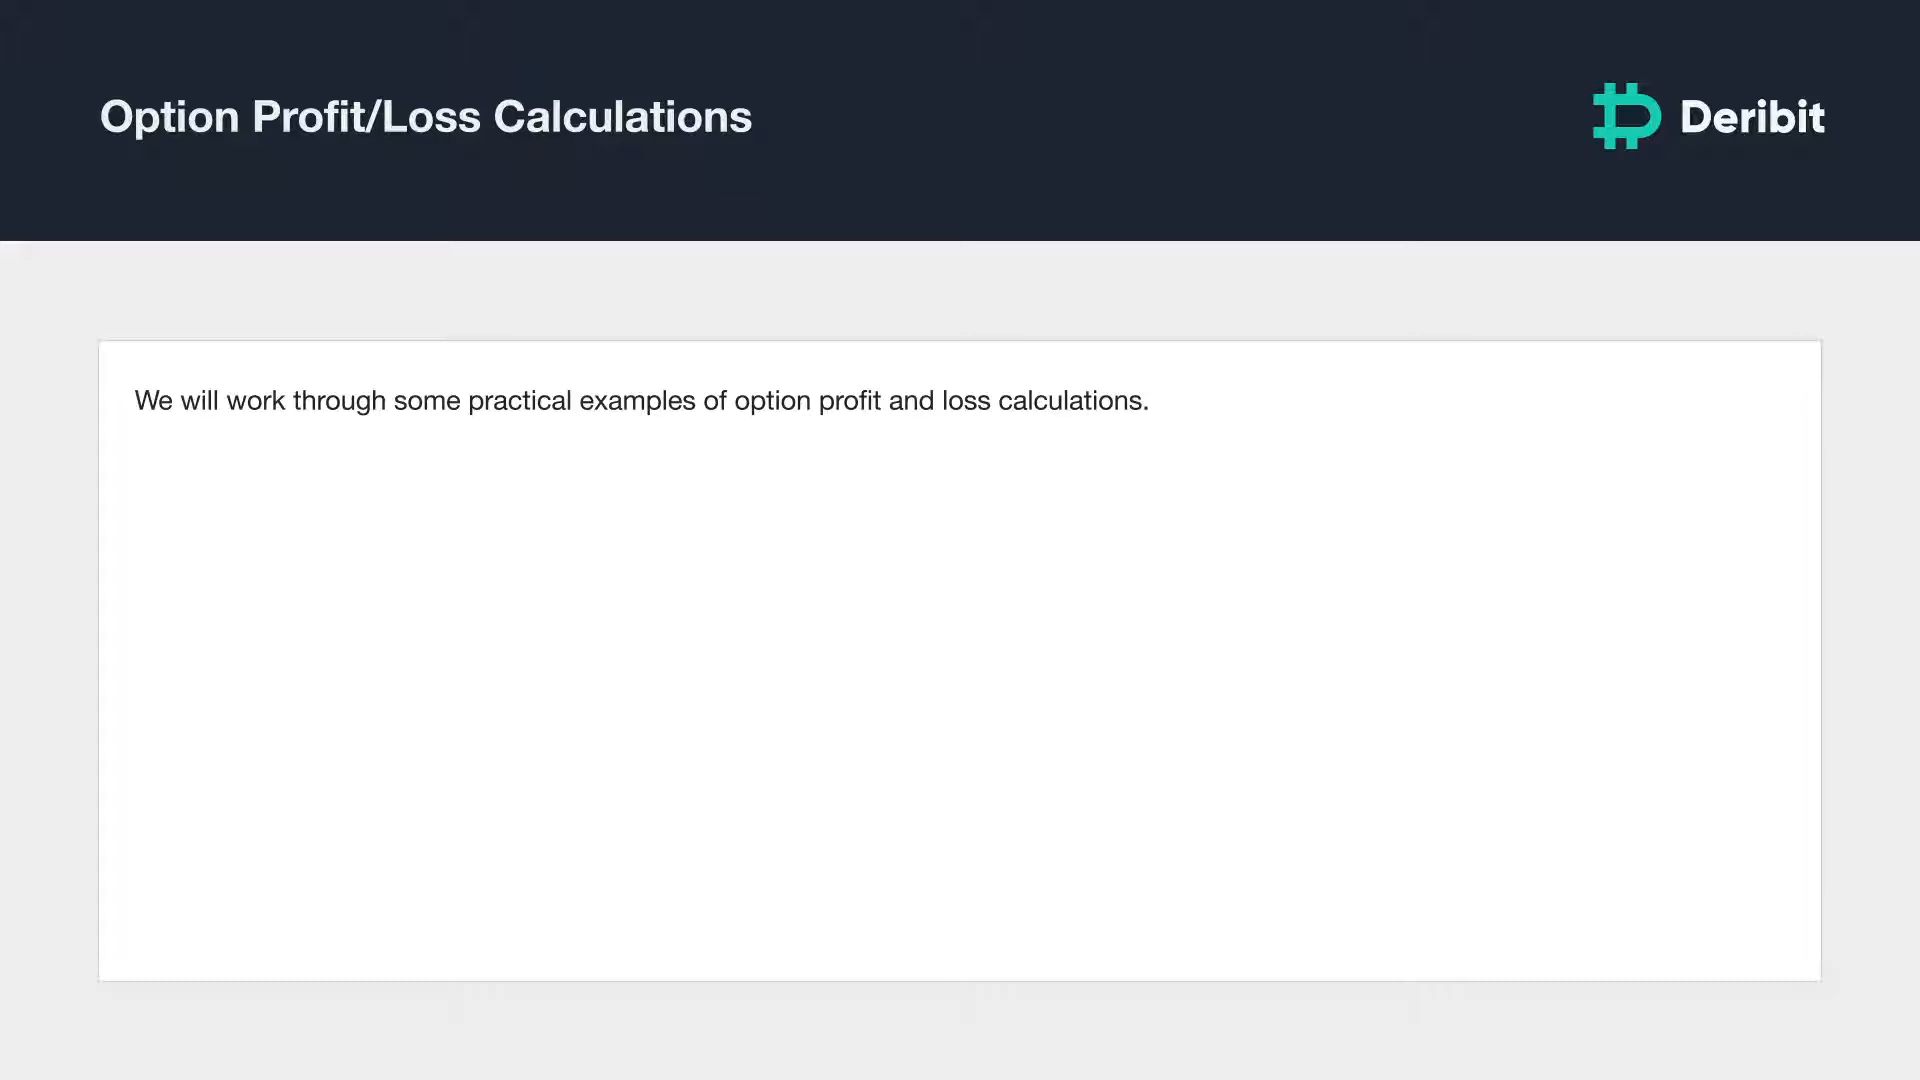 Option Profit/Loss Calculations
Deribit
We will work through some practical examples of option profit and loss calculations.